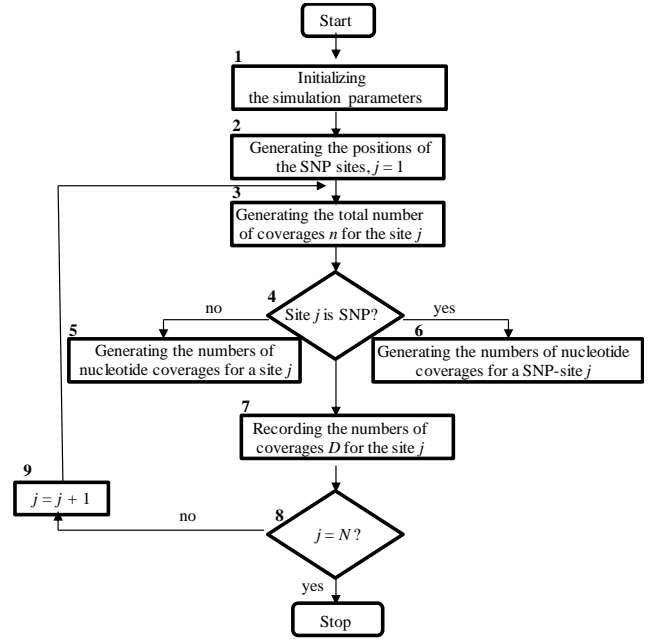 Start
1
Initializing
the simulation parameters
2
Generating the positions of
the SNP sites, j = 1
3
Generating the total number
of coverages n for the site j
4
Site j is SNP?
no
yes
5
Generating the numbers of
nucleotide coverages for a site j
6
Generating the numbers of nucleotide
coverages for a SNP-site j
7
Recording the numbers of
coverages D for the site j
9
j = j + 1
8
j = N?
no
yes
Stop